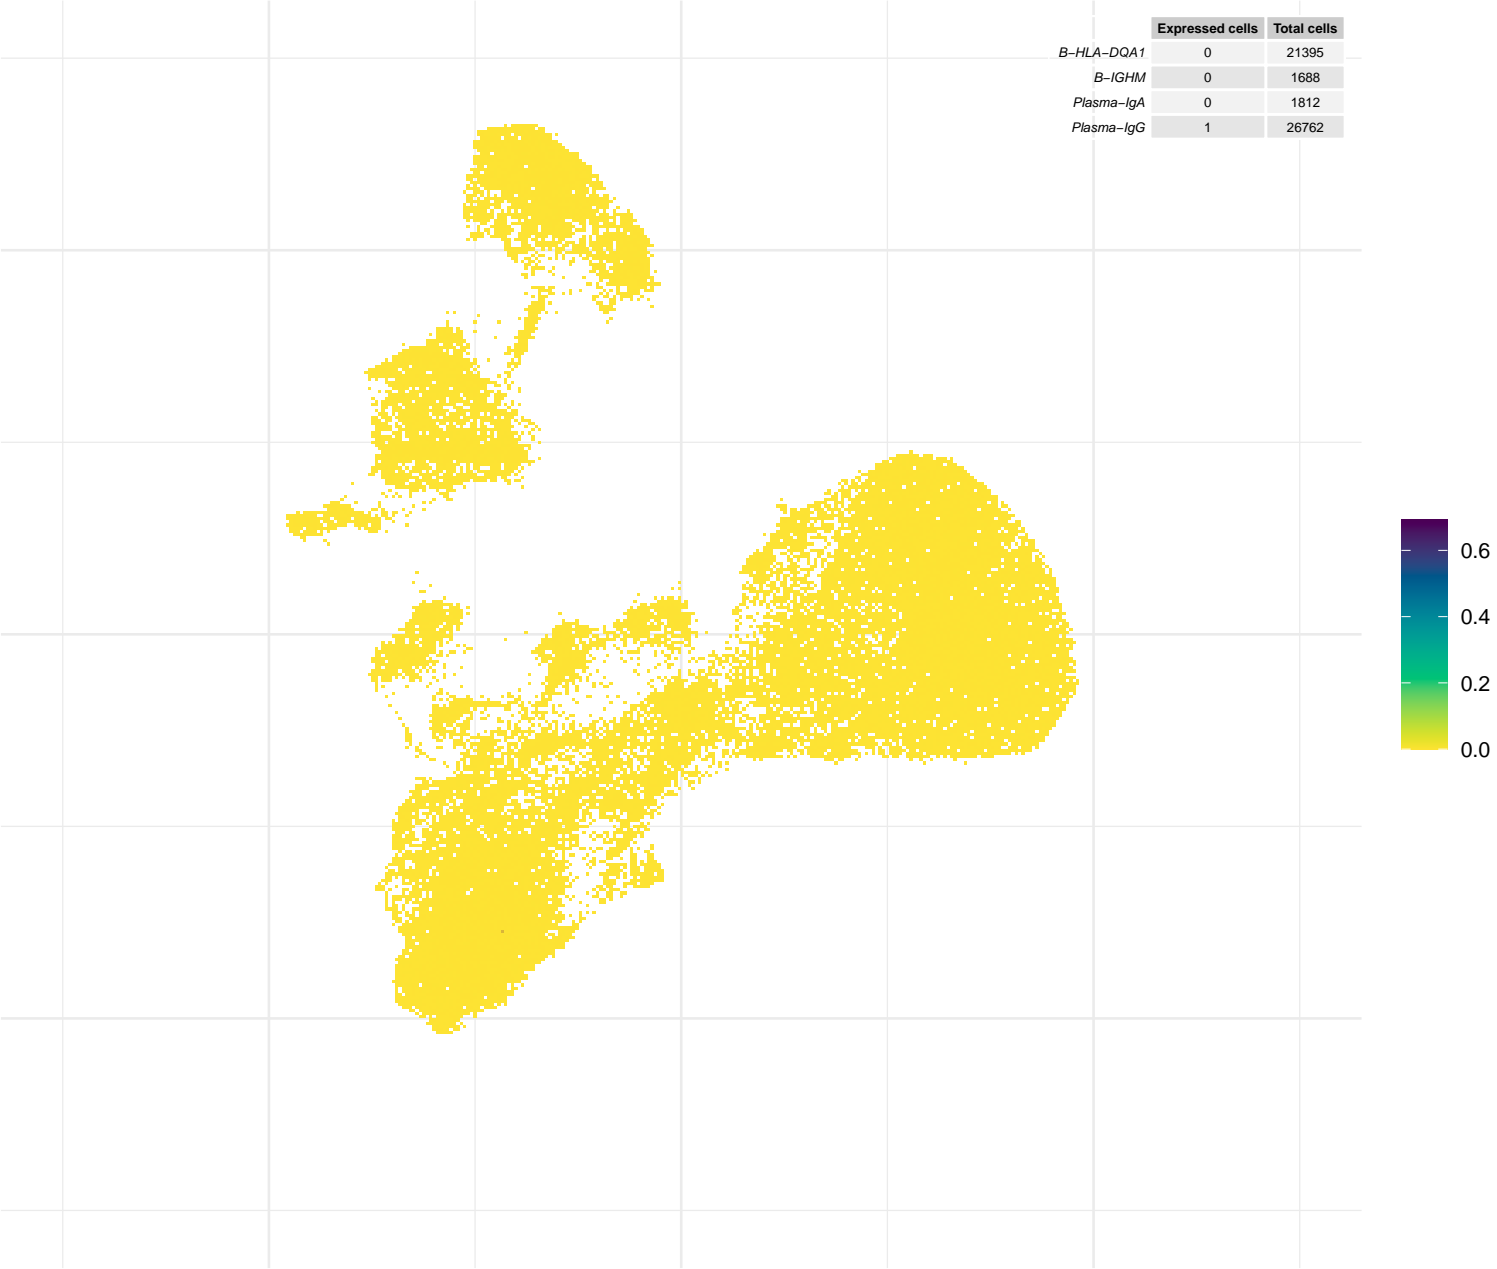 Expressed cells Total cells
B−HLA−DQA1 0 21395
B−IGHM 0 1688
Plasma−IgA 0 1812
Plasma−IgG 1 26762
0.6
0.4
0.2
0.0